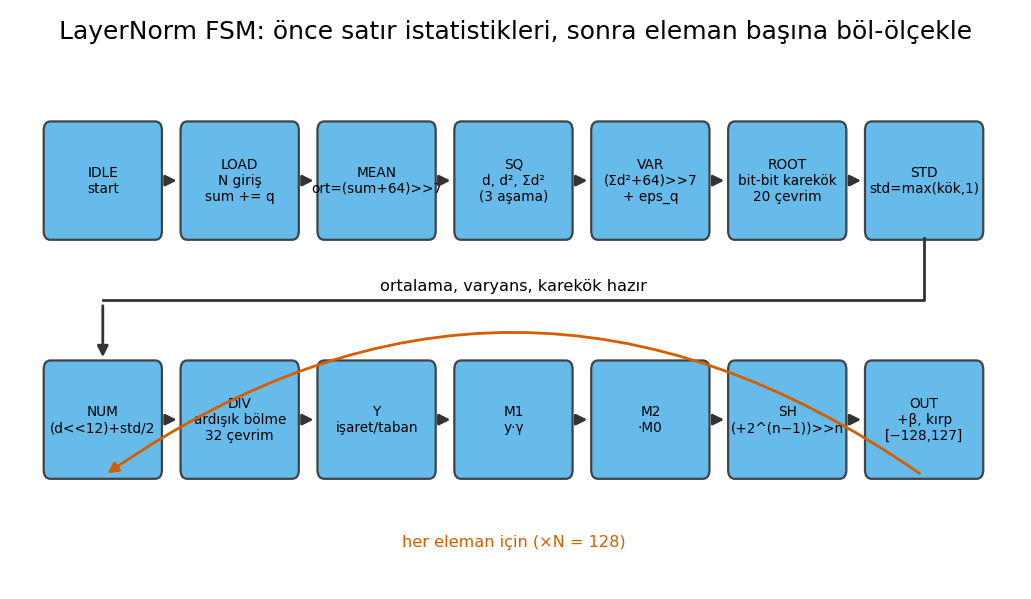 LayerNorm FSM: önce satır istatistikleri, sonra eleman başına böl-ölçekle
IDLE
start
LOAD
N giriş
sum += q
MEAN
ort=(sum+64)>>7
SQ
d, d², Σd²
(3 aşama)
VAR
(Σd²+64)>>7
+ eps_q
ROOT
bit-bit karekök
20 çevrim
STD
std=max(kök,1)
ortalama, varyans, karekök hazır
NUM
(d<<12)+std/2
DIV
ardışık bölme
32 çevrim
Y
işaret/taban
M1
y·γ
M2
·M0
SH
(+2^(n−1))>>n
OUT
+β, kırp
[−128,127]
her eleman için (×N = 128)